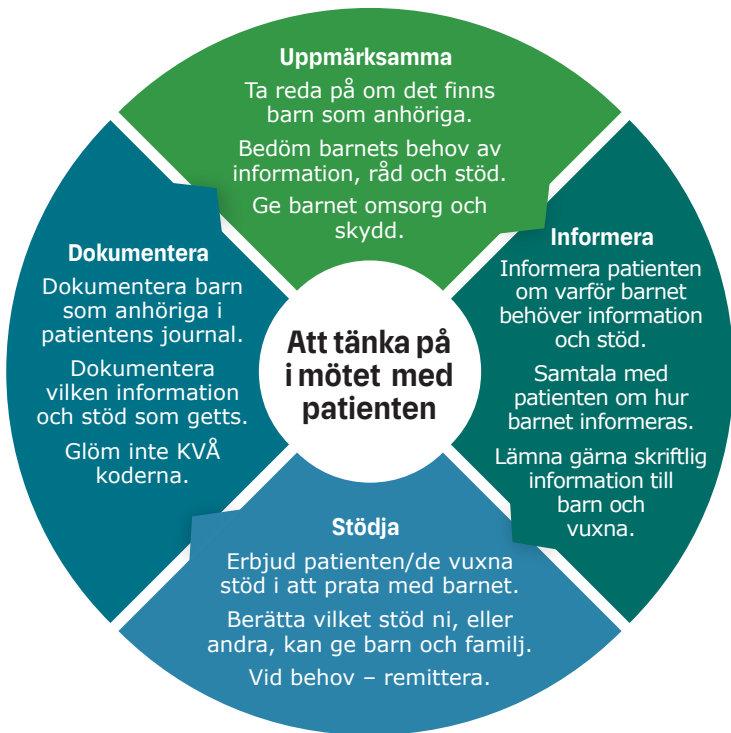 Uppmärksamma
Ta reda på om det finns
barn som anhöriga.
Bedöm barnets behov av
information, råd och stöd.
Ge barnet omsorg och
skydd.
Informera
Informera patienten
om varför barnet
behöver information
och stöd.
Samtala med
patienten om hur
barnet informeras.
Lämna gärna skriftlig
information till
barn och
vuxna.
Stödja
Erbjud patienten/de vuxna
stöd i att prata med barnet.
Berätta vilket stöd ni, eller
andra, kan ge barn och familj.
Vid behov – remittera.
Dokumentera
Dokumentera barn
som anhöriga i
patientens journal.
Dokumentera
vilken information
och stöd som getts.
Glöm inte KVÅ
koderna.
Att tänka på
i mötet med
patienten